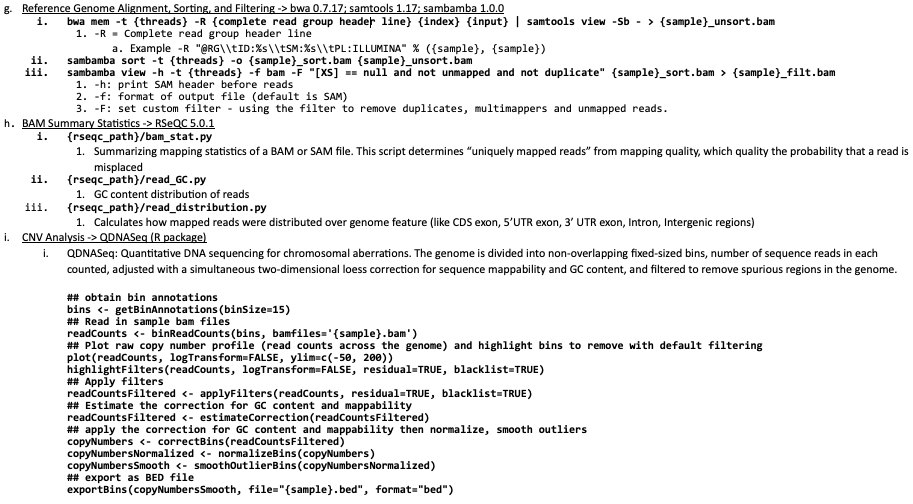 g. Reference Genome Alignment, Sorting, and Filtering -> bwa 0.7.17; samtools 1.17; sambamba 1.0.0
i. bwa mem -t {threads} -R {complete read group header line} {index} {input} | samtools view -Sb - > {sample}_unsort.bam
1. -R = Complete read group header line
a. Example -R "@RG\\tID:%s\\tSM:%s\\tPL:ILLUMINA" % ({sample}, {sample})
ii. sambamba sort -t {threads} -o {sample}_sort.bam {sample}_unsort.bam
iii. sambamba view -h -t {threads} -f bam -F "[XS] == null and not unmapped and not duplicate" {sample}_sort.bam > {sample}_filt.bam
1. -h: print SAM header before reads
2. -f: format of output file (default is SAM)
3. -F: set custom filter - using the filter to remove duplicates, multimappers and unmapped reads.
h. BAM Summary Statistics -> RSeQC 5.0.1
i. {rseqc_path}/bam_stat.py
1. Summarizing mapping statistics of a BAM or SAM file. This script determines “uniquely mapped reads” from mapping quality, which quality the probability that a read is
misplaced
ii. {rseqc_path}/read_GC.py
1. GC content distribution of reads
iii. {rseqc_path}/read_distribution.py
1. Calculates how mapped reads were distributed over genome feature (like CDS exon, 5’UTR exon, 3’ UTR exon, Intron, Intergenic regions)
i. CNV Analysis -> QDNASeq (R package)
i. QDNASeq: Quantitative DNA sequencing for chromosomal aberrations. The genome is divided into non-overlapping fixed-sized bins, number of sequence reads in each
counted, adjusted with a simultaneous two-dimensional loess correction for sequence mappability and GC content, and filtered to remove spurious regions in the genome.
## obtain bin annotations
bins <- getBinAnnotations(binSize=15)
## Read in sample bam files
readCounts <- binReadCounts(bins, bamfiles='{sample}.bam')
## Plot raw copy number profile (read counts across the genome) and highlight bins to remove with default filtering
plot(readCounts, logTransform=FALSE, ylim=c(-50, 200))
highlightFilters(readCounts, logTransform=FALSE, residual=TRUE, blacklist=TRUE)
## Apply filters
readCountsFiltered <- applyFilters(readCounts, residual=TRUE, blacklist=TRUE)
## Estimate the correction for GC content and mappability
readCountsFiltered <- estimateCorrection(readCountsFiltered)
## apply the correction for GC content and mappability then normalize, smooth outliers
copyNumbers <- correctBins(readCountsFiltered)
copyNumbersNormalized <- normalizeBins(copyNumbers)
copyNumbersSmooth <- smoothOutlierBins(copyNumbersNormalized)
## export as BED file
exportBins(copyNumbersSmooth, file="{sample}.bed", format="bed")